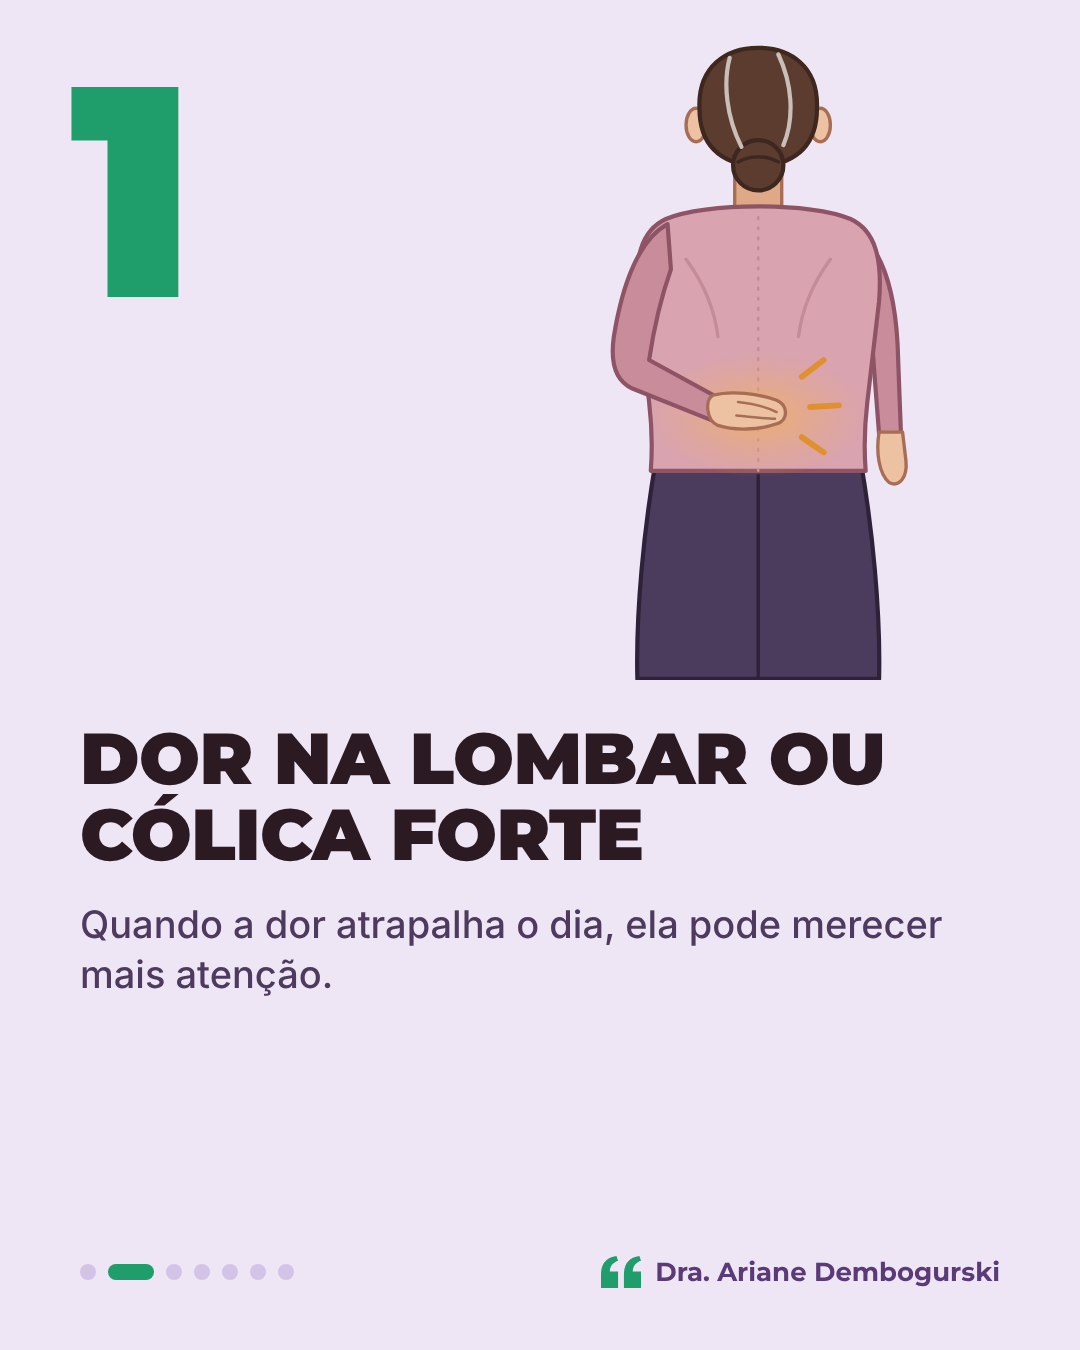 1
DOR NA LOMBAR OU
CÓLICA FORTE
Quando a dor atrapalha o dia, ela pode merecer
mais atenção.
Dra. Ariane Dembogurski